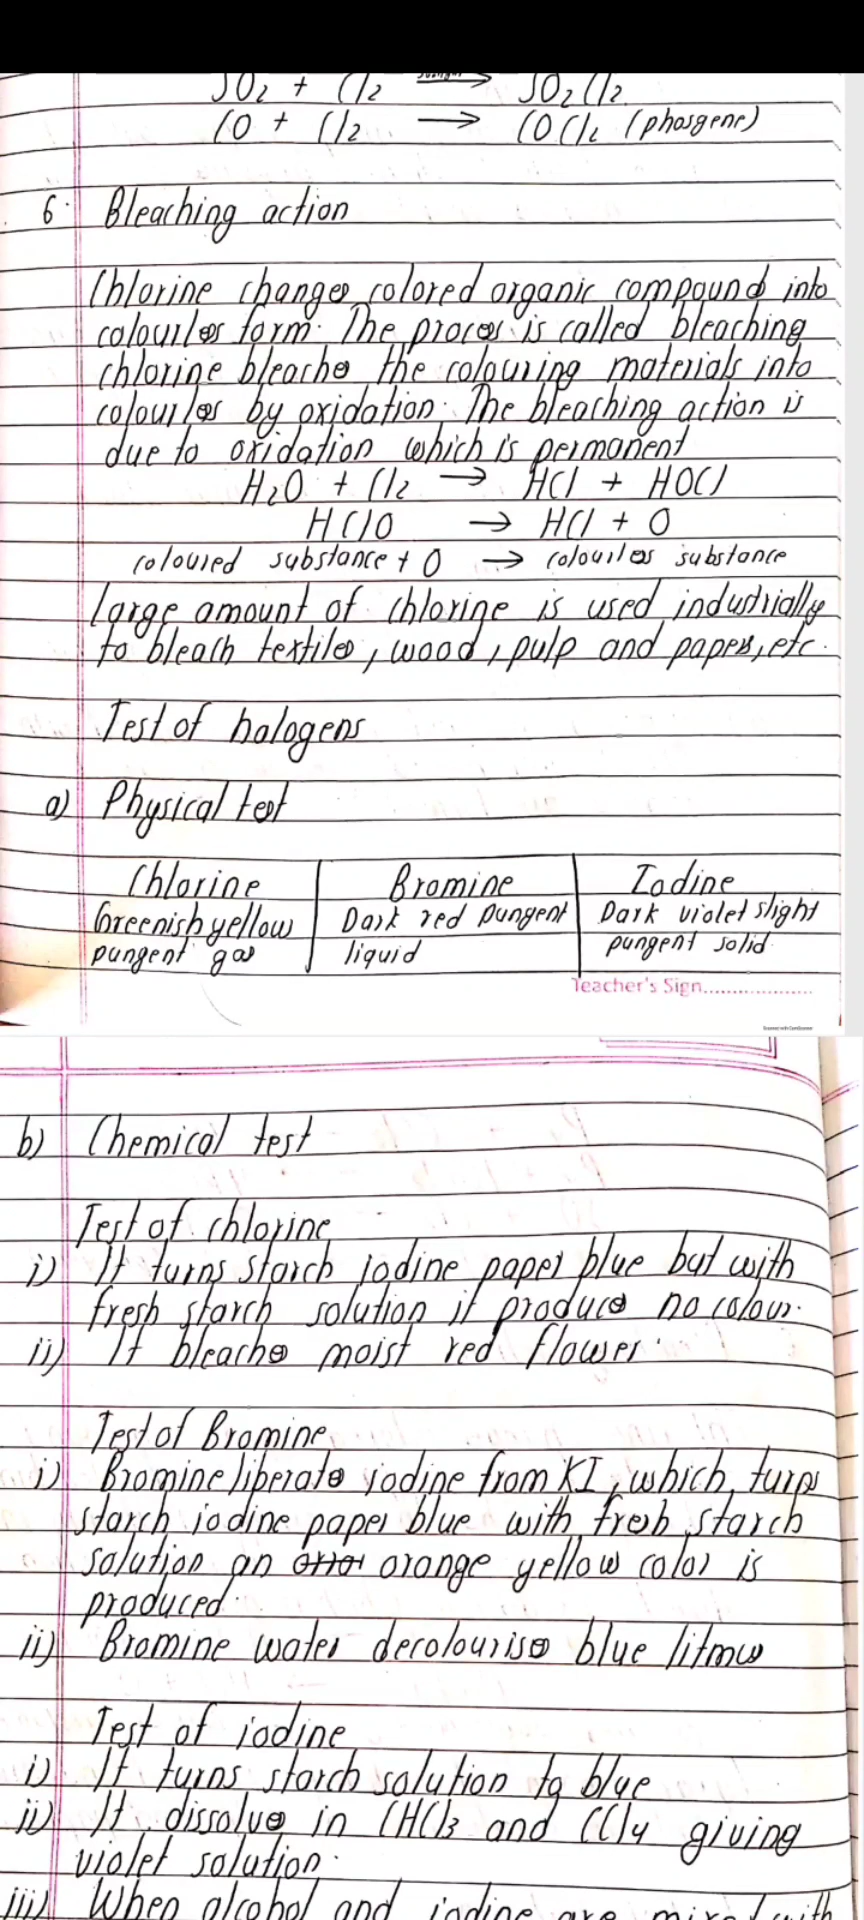 SO2 + Cl2 → SO2Cl2
CO + Cl2 → COCl2 (phosgene)
6. Bleaching action
Chlorine changes colored organic compound into
colourless form. The process is called bleaching
chlorine bleaches the colouring materials into
colourless by oxidation. The bleaching action is
due to oxidation which is permanent
H2O + Cl2 → HCl + HOCl
HClO → HCl + O
coloured substance + O → colourless substance
Large amount of chlorine is used industrially
to bleach textiles, wood, pulp and papers, etc.
Test of halogens
a) Physical test
Chlorine Bromine Iodine
Greenish yellow Dark red pungent Dark violet slight
pungent gas liquid pungent solid
Teacher's Sign....................
Scanned with CamScanner
b) Chemical test
Test of chlorine
i) It turns starch iodine paper blue but with
fresh starch solution it produces no colour.
ii) It bleaches moist red flower.
Test of Bromine
i) Bromine liberates iodine from KI, which turns
starch iodine paper blue with fresh starch
solution an orange yellow color is
produced.
ii) Bromine water decolourises blue litmus
Test of iodine
i) It turns starch solution to blue
ii) It dissolves in CHCl3 and CCl4 giving
violet solution.
iii) When alcohol and iodine are mixed with